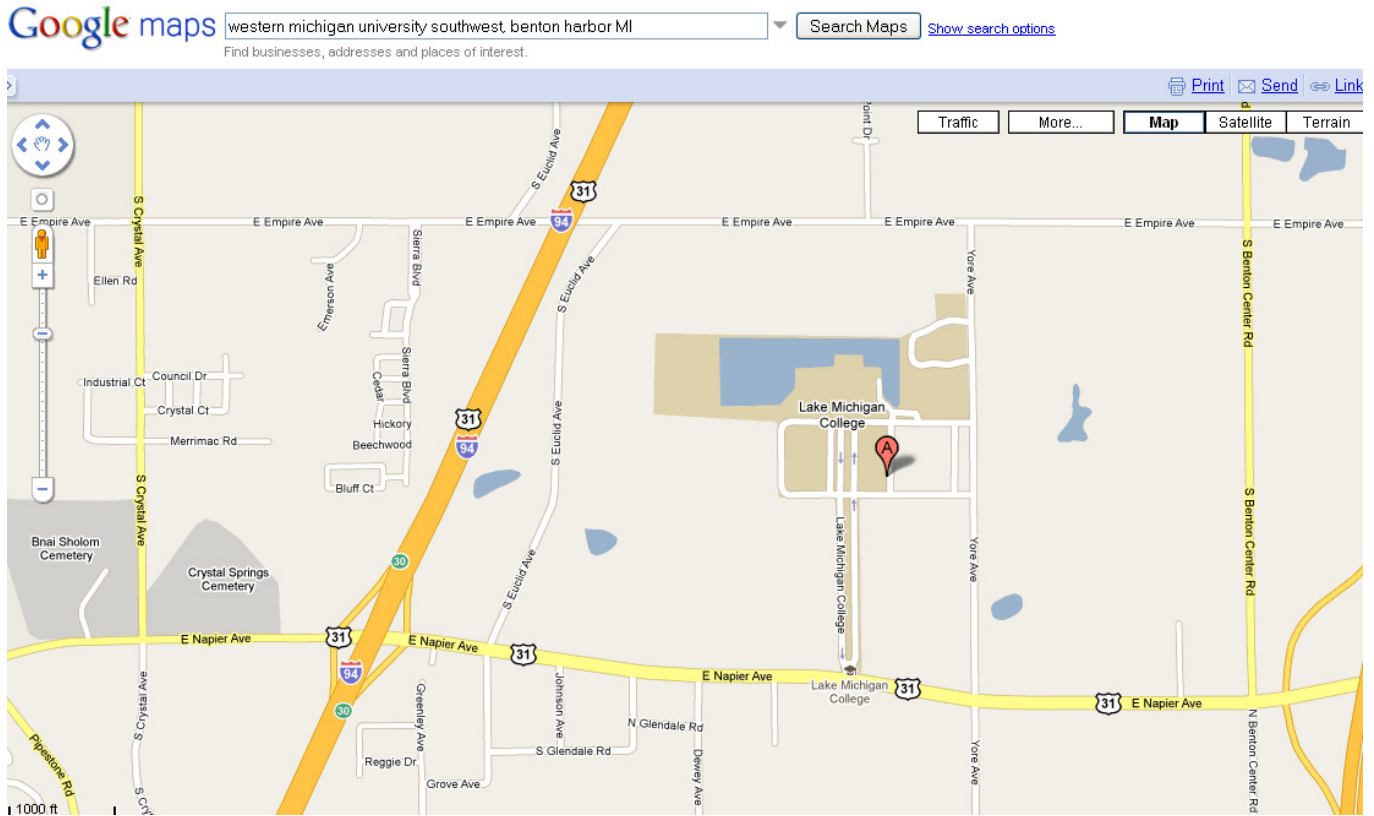 Google maps
western michigan university southwest, benton harbor MI
Search Maps
Show search options
Find businesses, addresses and places of interest.
Print
Send
Link
Traffic
More...
Map
Satellite
Terrain
Point Dr
S Euclid Ave
31
94
E Empire Ave
E Empire Ave
E Empire Ave
E Empire Ave
E Empire Ave
E Empire Ave
E Empire Ave
S Crystal Ave
Ellen Rd
Emerson Ave
Sierra Blvd
S Euclid Ave
Yore Ave
S Benton Center Rd
Industrial Ct
Council Dr
Crystal Ct
Merrimac Rd
Sierra Blvd
Cedar
Hickory
Beechwood
Bluff Ct
31
94
S Euclid Ave
Lake Michigan
College
A
S Crystal Ave
S Benton Center Rd
Bnai Sholom
Cemetery
Crystal Springs
Cemetery
30
S Euclid Ave
Lake Michigan College
Yore Ave
E Napier Ave
31
E Napier Ave
31
94
30
E Napier Ave
Lake Michigan
College
31
31
E Napier Ave
S Crystal Ave
Pipestone Rd
Greenley Ave
Johnson Ave
N Glendale Rd
S Glendale Rd
Reggie Dr
Grove Ave
Dewey Ave
Yore Ave
N Benton Center Rd
S Cry
1000 ft